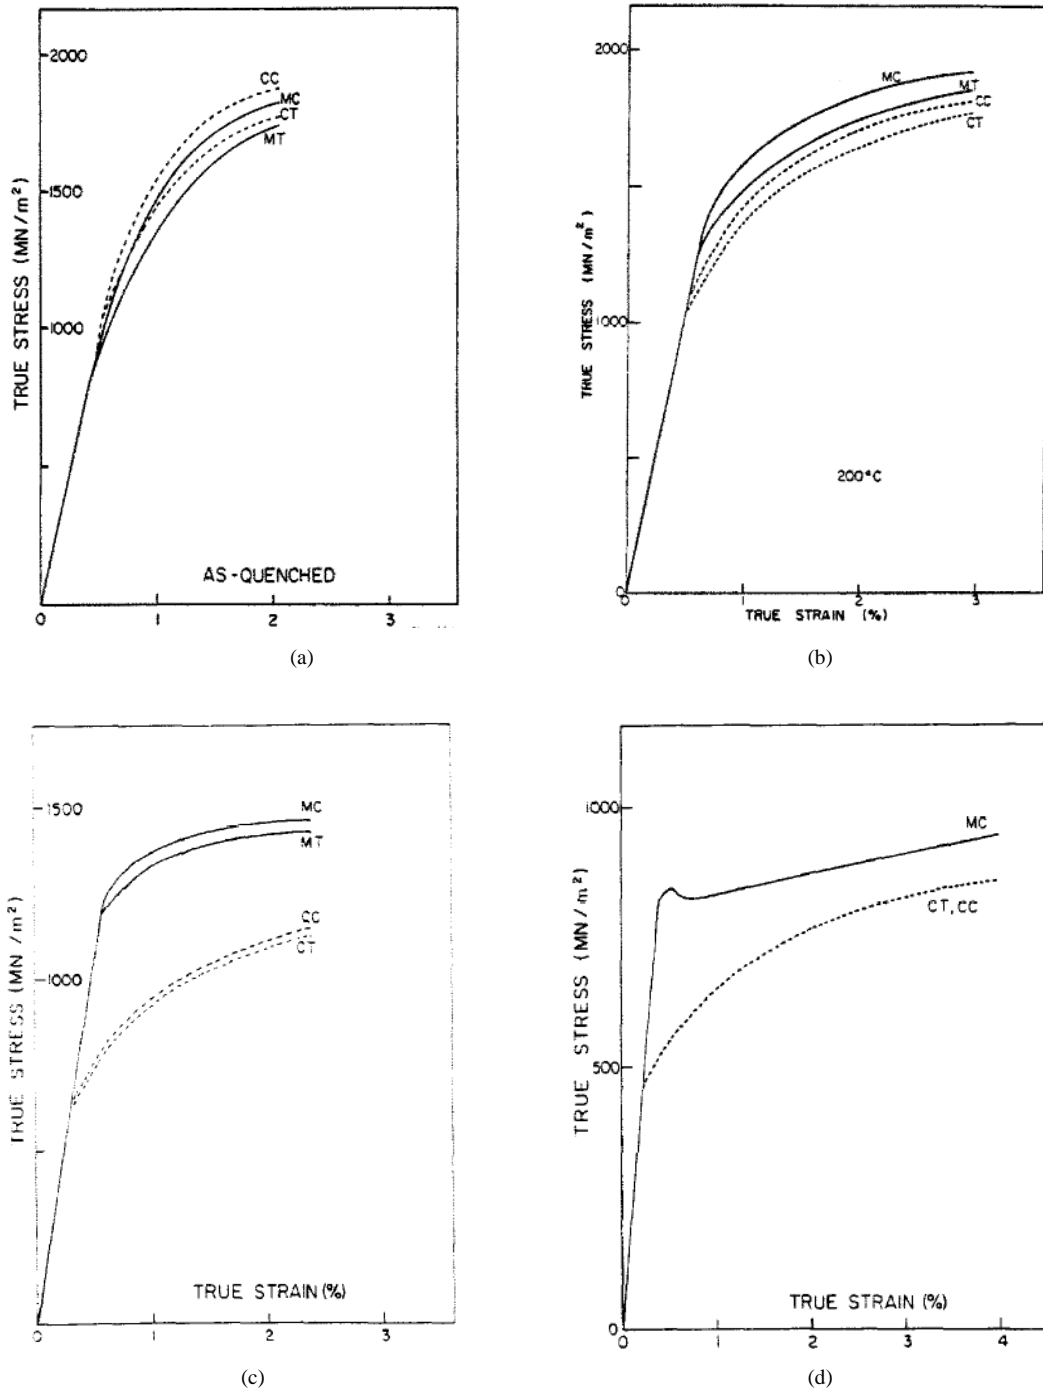 2000
CC
MC
CT
MT
1500
1000
TRUE STRESS (MN/m²)
AS-QUENCHED
0 1 2 3
(a)
2000
MC
MT
CC
CT
1000
TRUE STRESS (MN/m²)
200°C
0
0 1 2 3
TRUE STRAIN (%)
(b)
1500
MC
MT
CC
CT
1000
TRUE STRESS (MN/m²)
TRUE STRAIN (%)
0 1 2 3
(c)
1000
MC
CT, CC
500
TRUE STRESS (MN/m²)
TRUE STRAIN (%)
0
0 1 2 3 4
(d)